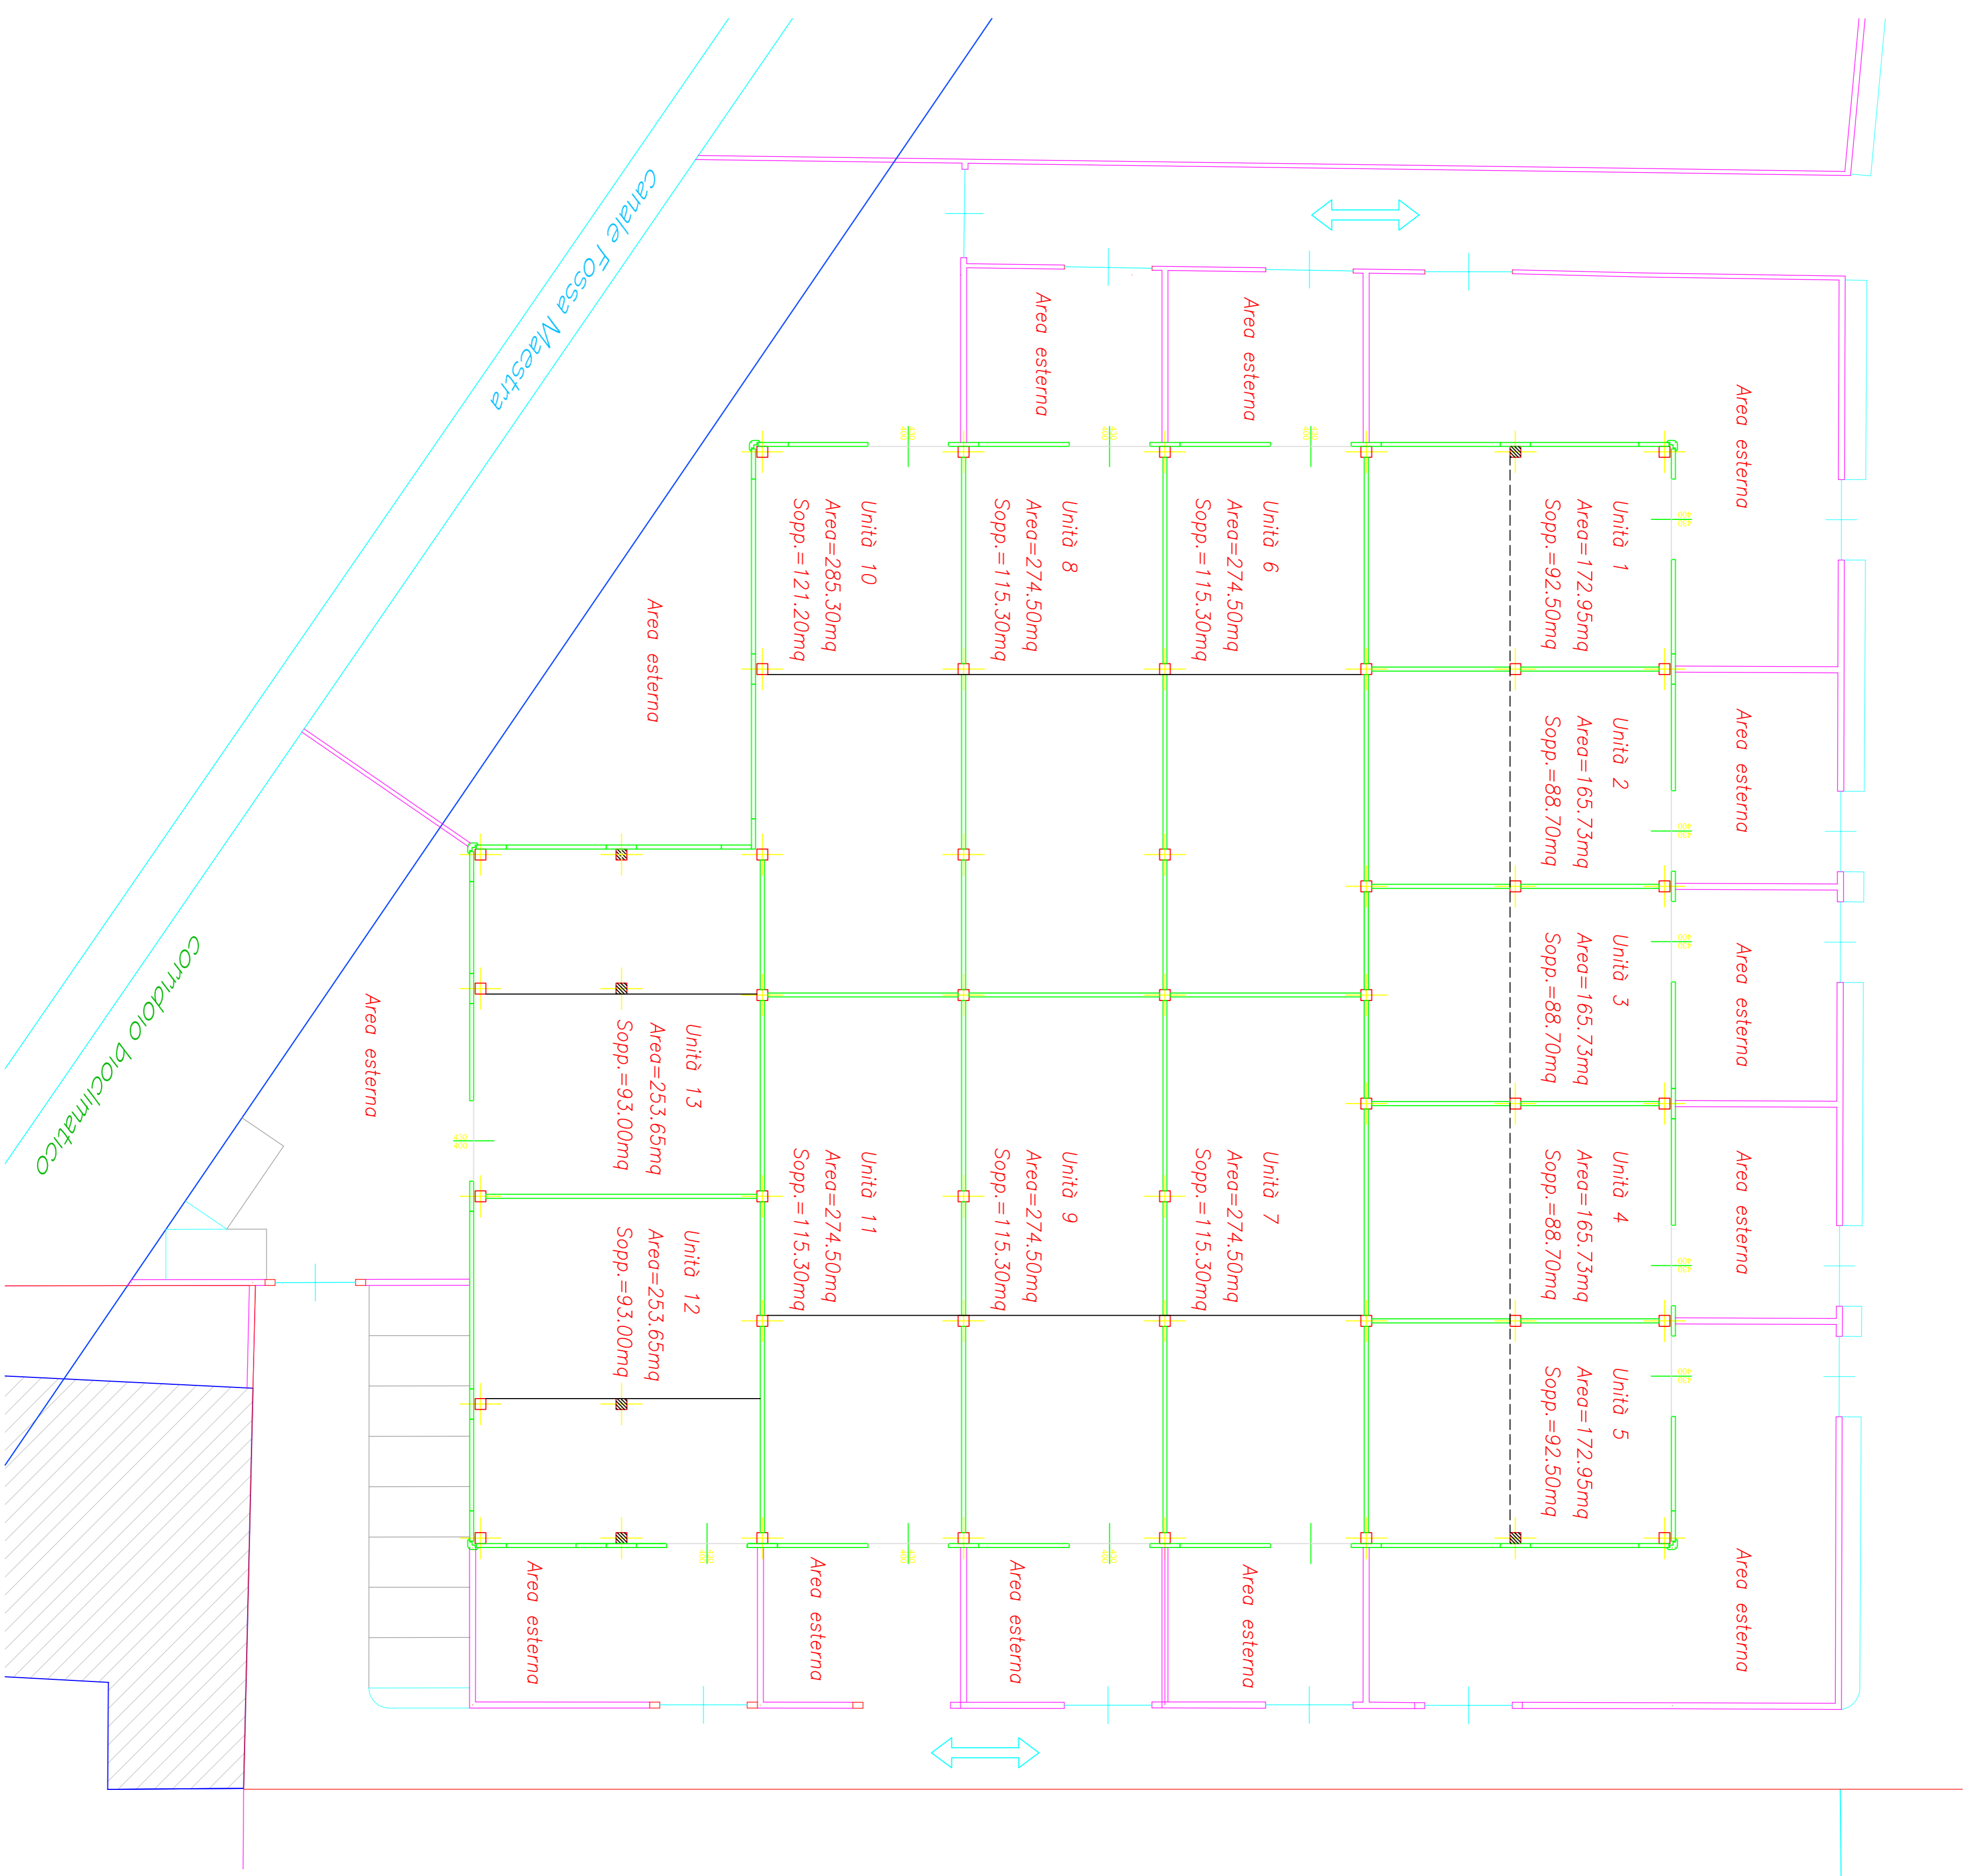 canale Fossa Maestra
corridoio bioclimatico
Area esterna
Area esterna
Area esterna
Area esterna
Area esterna
Area esterna
Area esterna
Area esterna
Area esterna
Area esterna
Area esterna
Area esterna
Area esterna
Area esterna
Unità 1
Area=172.95mq
Sopp.=92.50mq
Unità 2
Area=165.73mq
Sopp.=88.70mq
Unità 3
Area=165.73mq
Sopp.=88.70mq
Unità 4
Area=165.73mq
Sopp.=88.70mq
Unità 5
Area=172.95mq
Sopp.=92.50mq
Unità 6
Area=274.50mq
Sopp.=115.30mq
Unità 7
Area=274.50mq
Sopp.=115.30mq
Unità 8
Area=274.50mq
Sopp.=115.30mq
Unità 9
Area=274.50mq
Sopp.=115.30mq
Unità 10
Area=285.30mq
Sopp.=121.20mq
Unità 11
Area=274.50mq
Sopp.=115.30mq
Unità 12
Area=253.65mq
Sopp.=93.00mq
Unità 13
Area=253.65mq
Sopp.=93.00mq